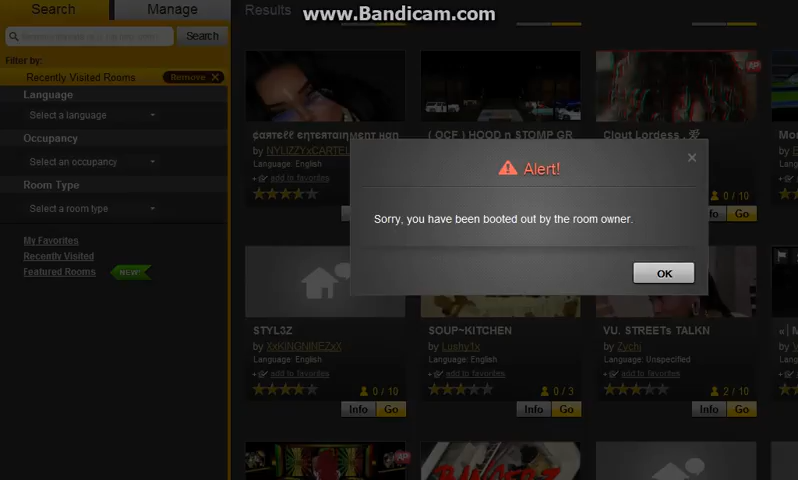 www.Bandicam.com
Search
Manage
Results
Search
Filter by:
Recently Visited Rooms
Remove X
Language
Select a language
Occupancy
Select an occupancy
Room Type
Select a room type
My Favorites
Recently Visited
Featured Rooms
NEW!
( OCF ) HOOD n STOMP GR
Clout Lordess . 爱
by NYLIZZYxCARTEL
Language: English
add to favorites
AP
0 / 10
Info
Go
Alert!
Sorry, you have been booted out by the room owner.
OK
STYL3Z
by XxKINGNINEZxX
Language: English
add to favorites
0 / 10
Info
Go
SOUP~KITCHEN
by Lushy1x
Language: English
add to favorites
0 / 3
Info
Go
VU. STREETs TALKN
by Zychi
Language: Unspecified
add to favorites
2 / 10
Info
Go
AP